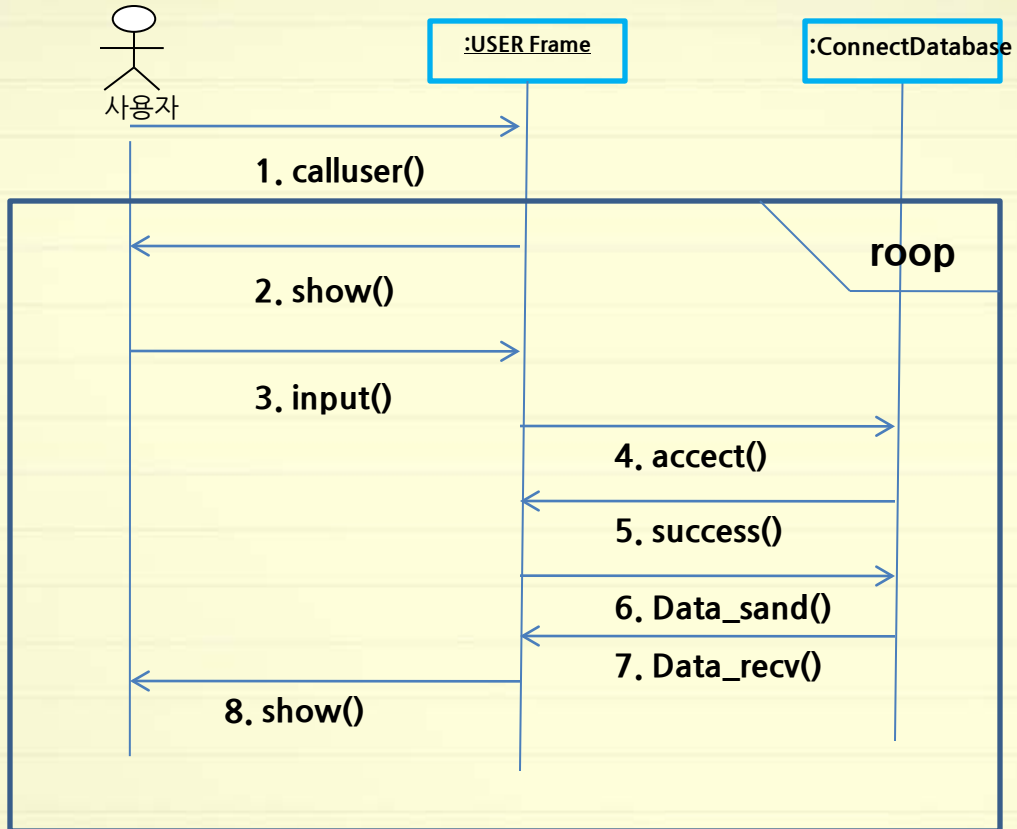 :USER Frame
:ConnectDatabase
사용자
1. calluser()
roop
2. show()
3. input()
4. accect()
5. success()
6. Data_sand()
7. Data_recv()
8. show()